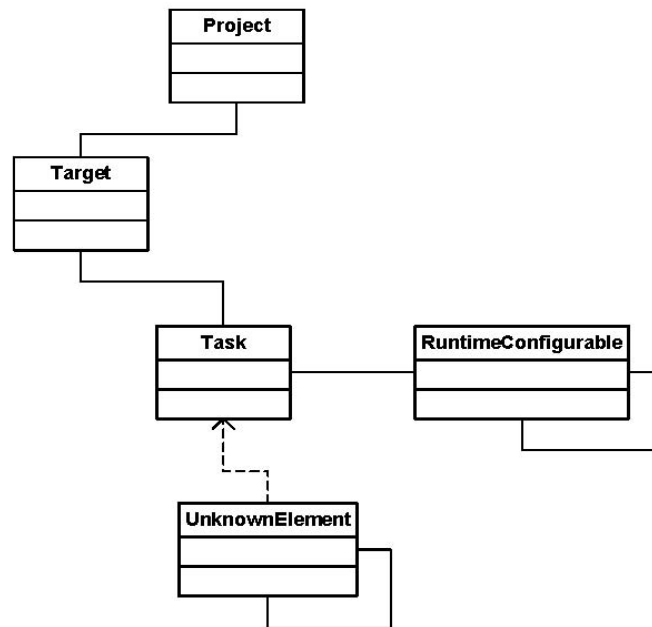 Project
Target
Task
RuntimeConfigurable
UnknownElement